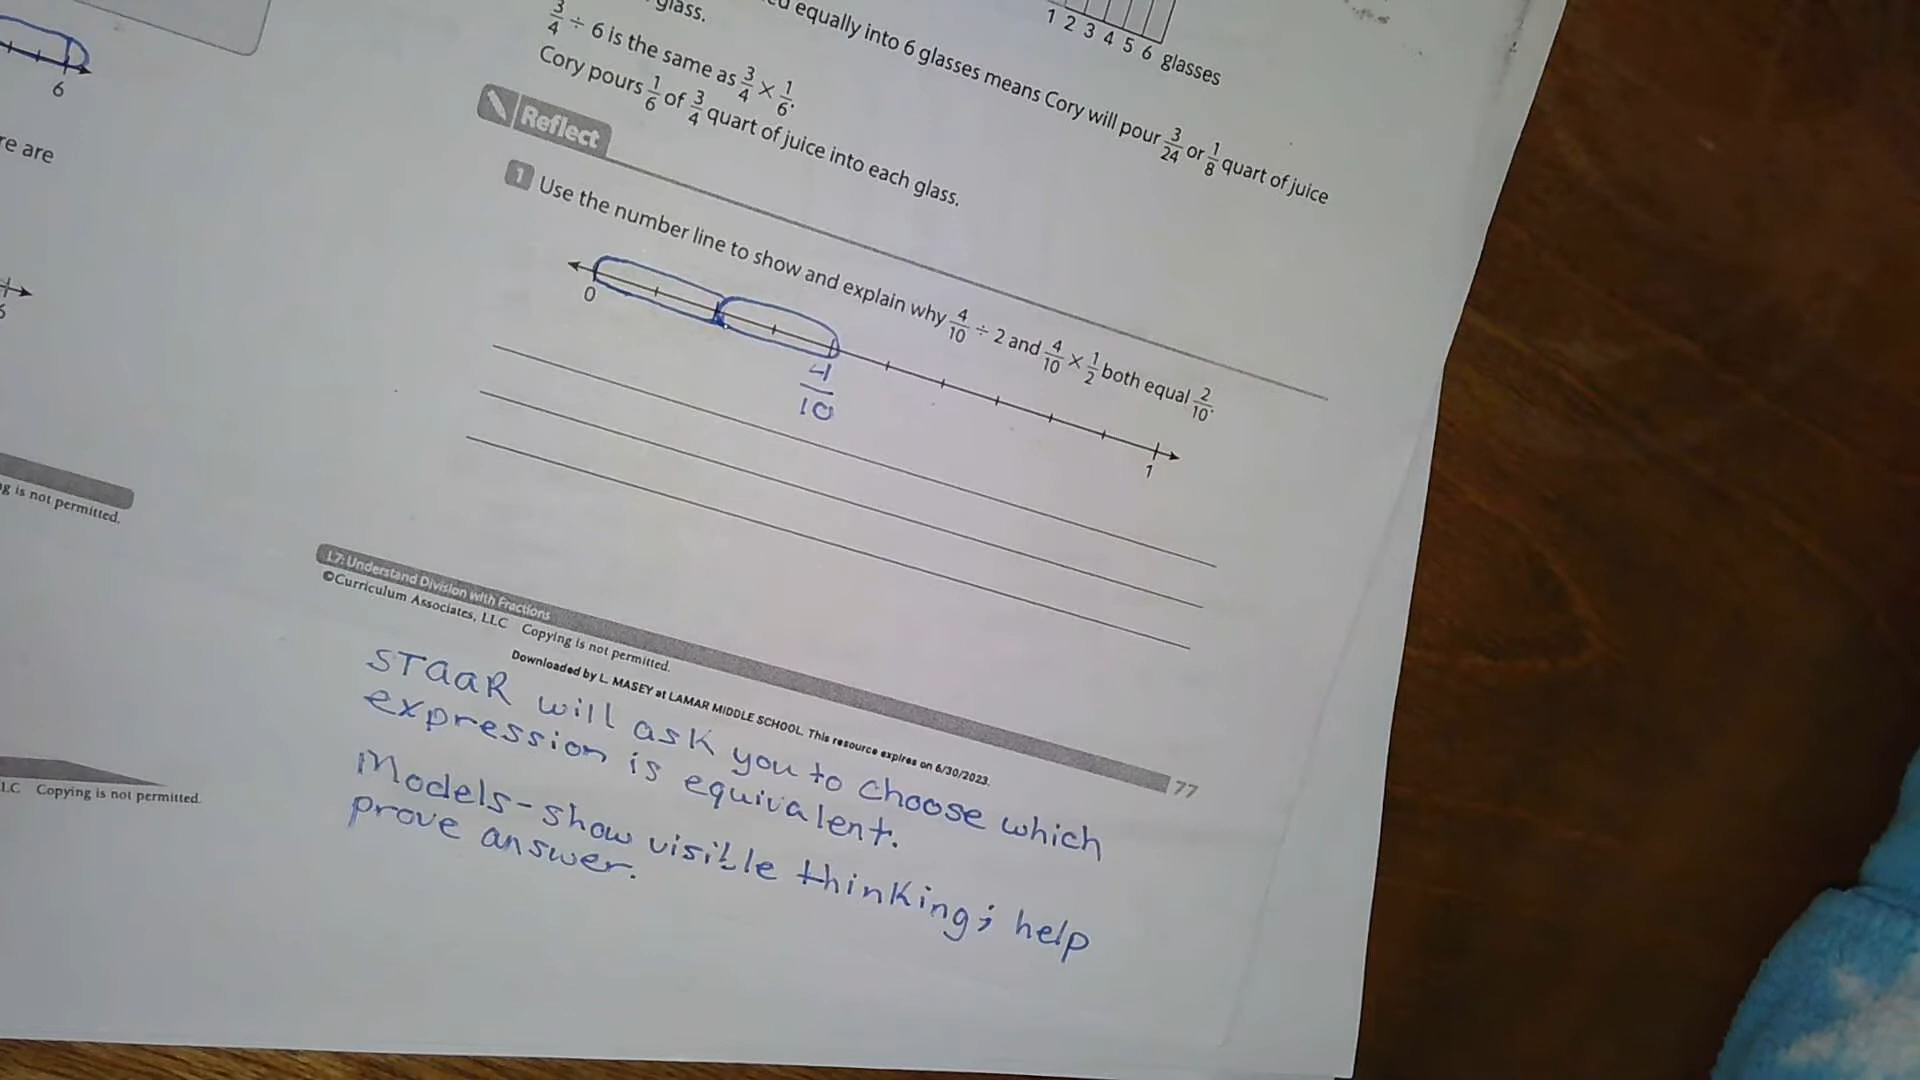 glass.
equally into 6 glasses means Cory will pour 3/24 or 1/8 quart of juice
1 2 3 4 5 6 glasses
3/4 ÷ 6 is the same as 3/4 × 1/6.
Cory pours 1/6 of 3/4 quart of juice into each glass.
Reflect
1 Use the number line to show and explain why 4/10 ÷ 2 and 4/10 × 1/2 both equal 2/10.
0
4/10
1
6
re are
g is not permitted.
LC Copying is not permitted.
L7: Understand Division with Fractions
©Curriculum Associates, LLC Copying is not permitted.
77
Downloaded by L. MASEY at LAMAR MIDDLE SCHOOL. This resource expires on 6/30/2023.
STaaR will ask you to choose which
expression is equivalent.
Models-show visible thinking; help
prove answer.